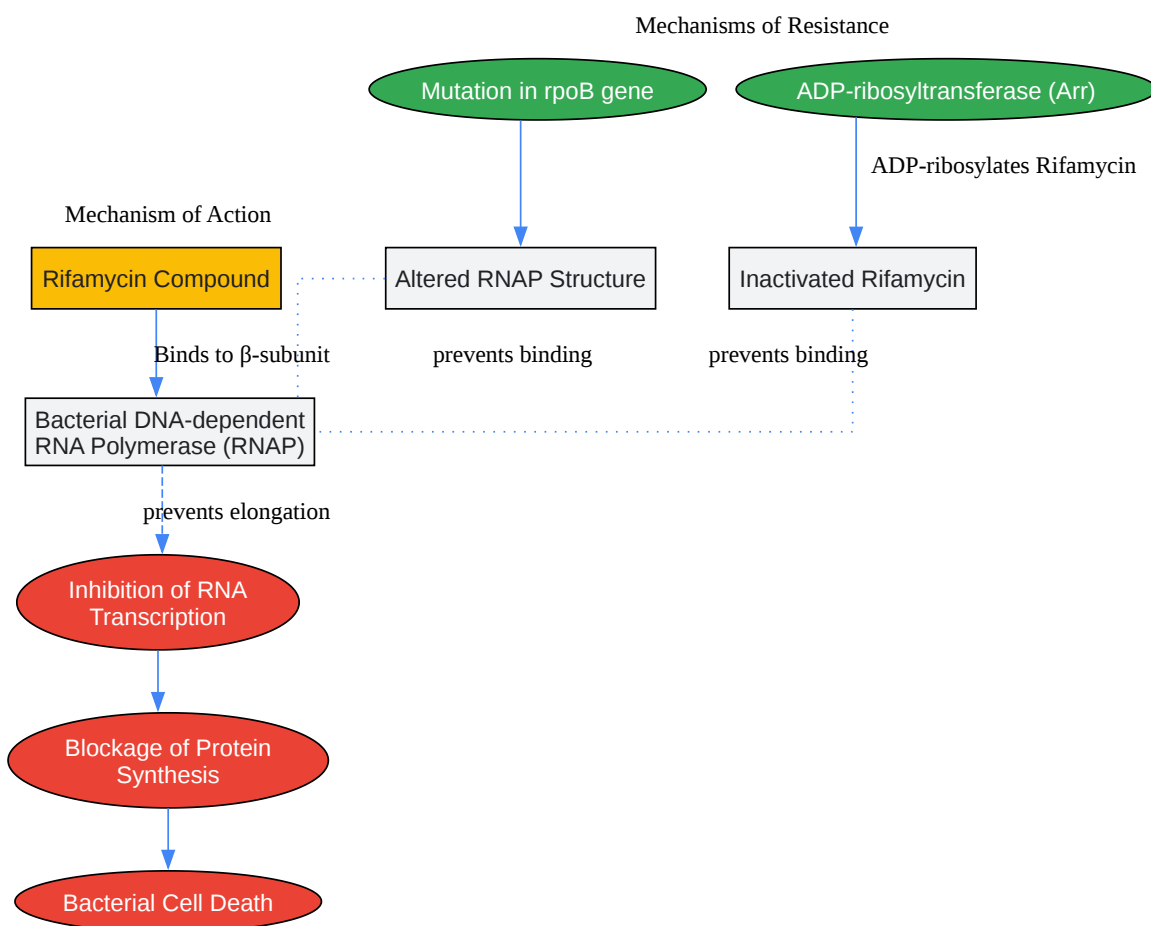 Mechanisms of Resistance
Mutation in rpoB gene
ADP-ribosyltransferase (Arr)
ADP-ribosylates Rifamycin
Mechanism of Action
Rifamycin Compound
Altered RNAP Structure
Inactivated Rifamycin
Binds to β-subunit
prevents binding
prevents binding
Bacterial DNA-dependent
RNA Polymerase (RNAP)
prevents elongation
Inhibition of RNA
Transcription
Blockage of Protein
Synthesis
Bacterial Cell Death